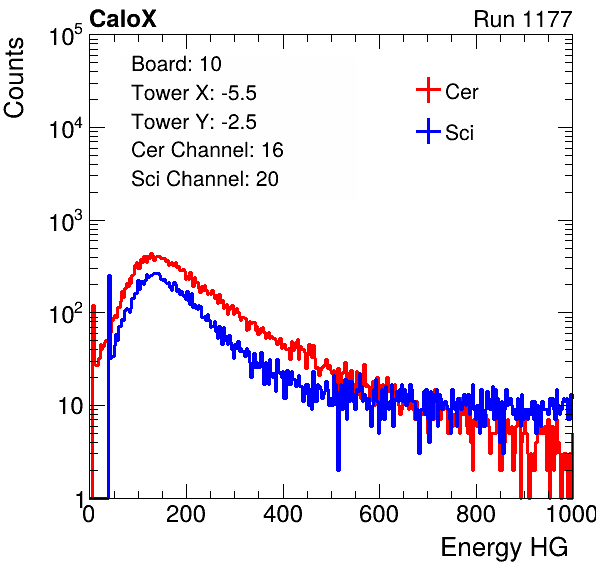 CaloX Run 1177
Counts
Board: 10
Tower X: -5.5
Tower Y: -2.5
Cer Channel: 16
Sci Channel: 20
Cer
Sci
10^5
10^4
10^3
10^2
10
1
0 200 400 600 800 1000
Energy HG